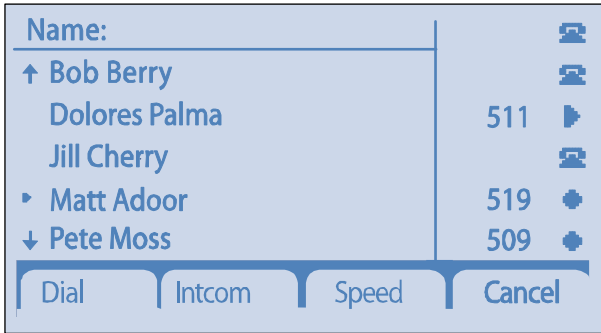 Name:
Bob Berry
Dolores Palma 511
Jill Cherry
Matt Adoor 519
Pete Moss 509
Dial Intcom Speed Cancel